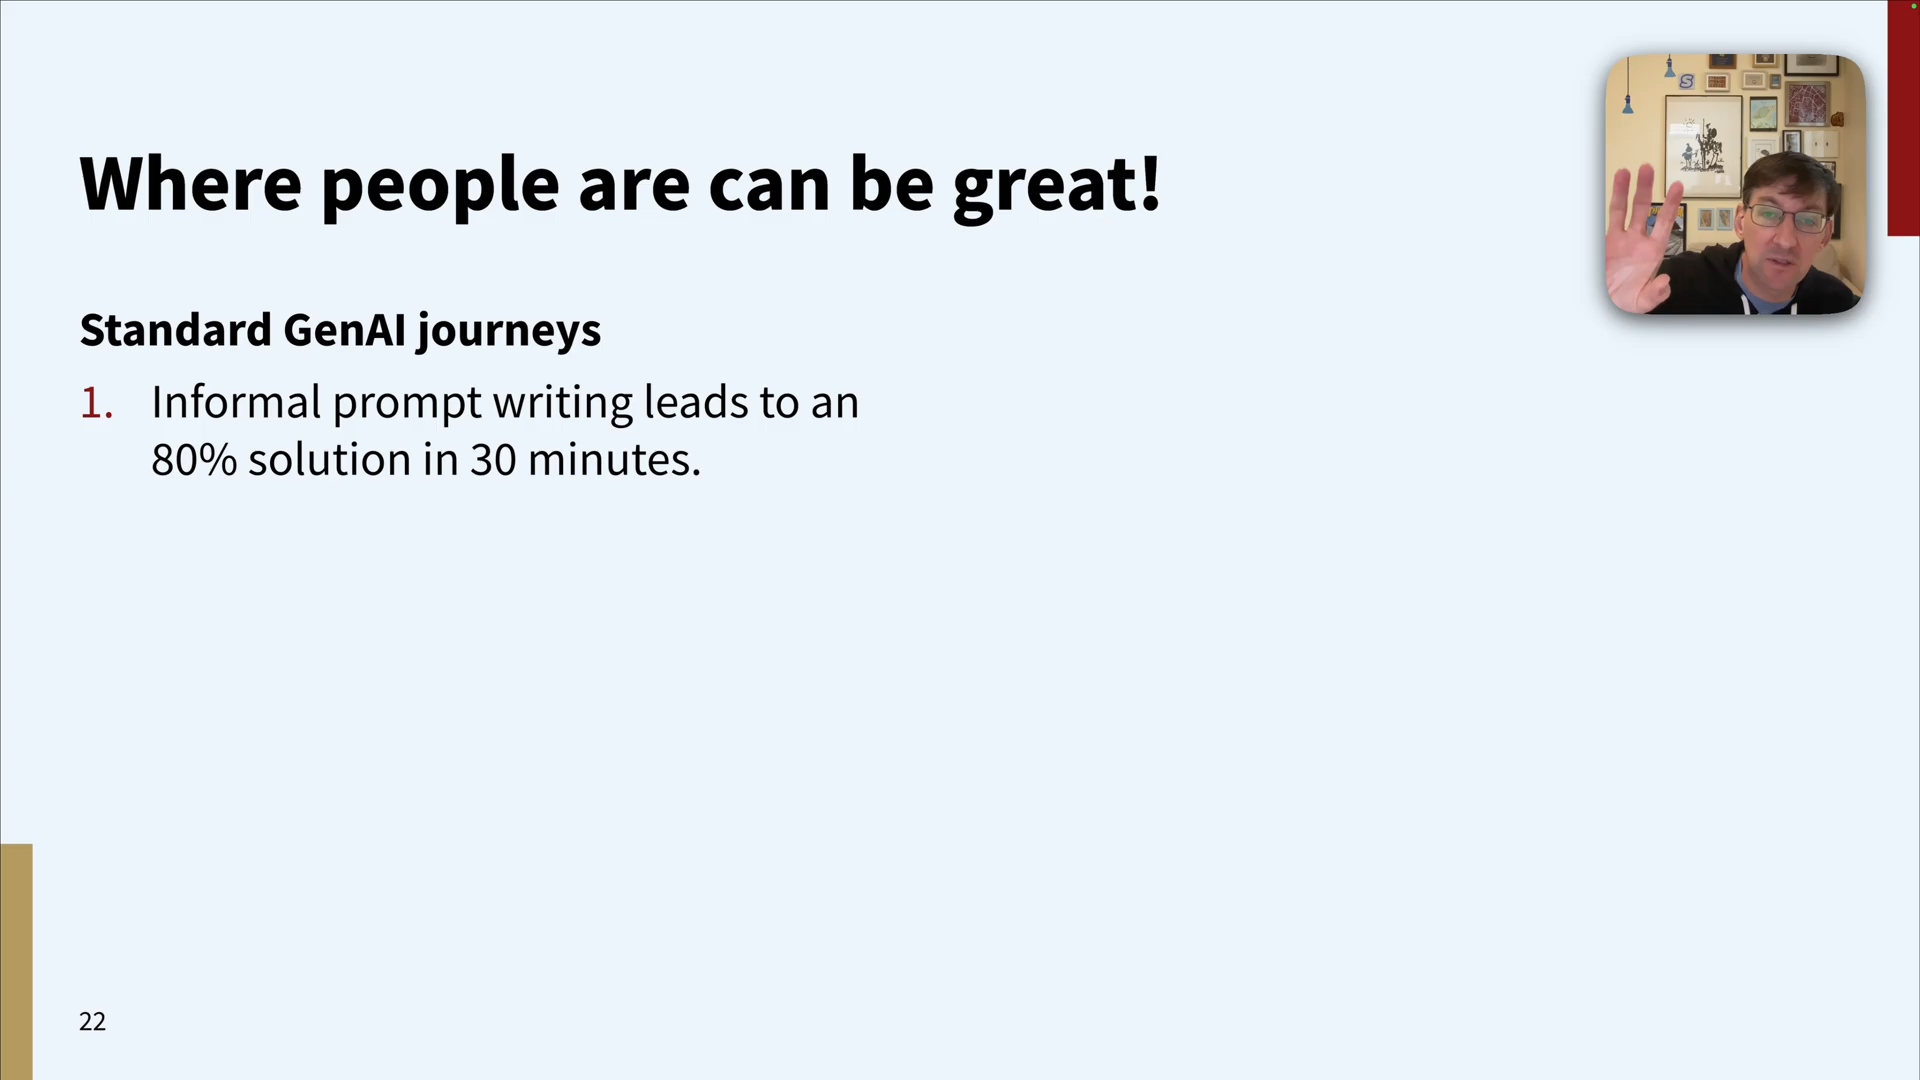 Where people are can be great!
Standard GenAI journeys
1. Informal prompt writing leads to an
80% solution in 30 minutes.
22